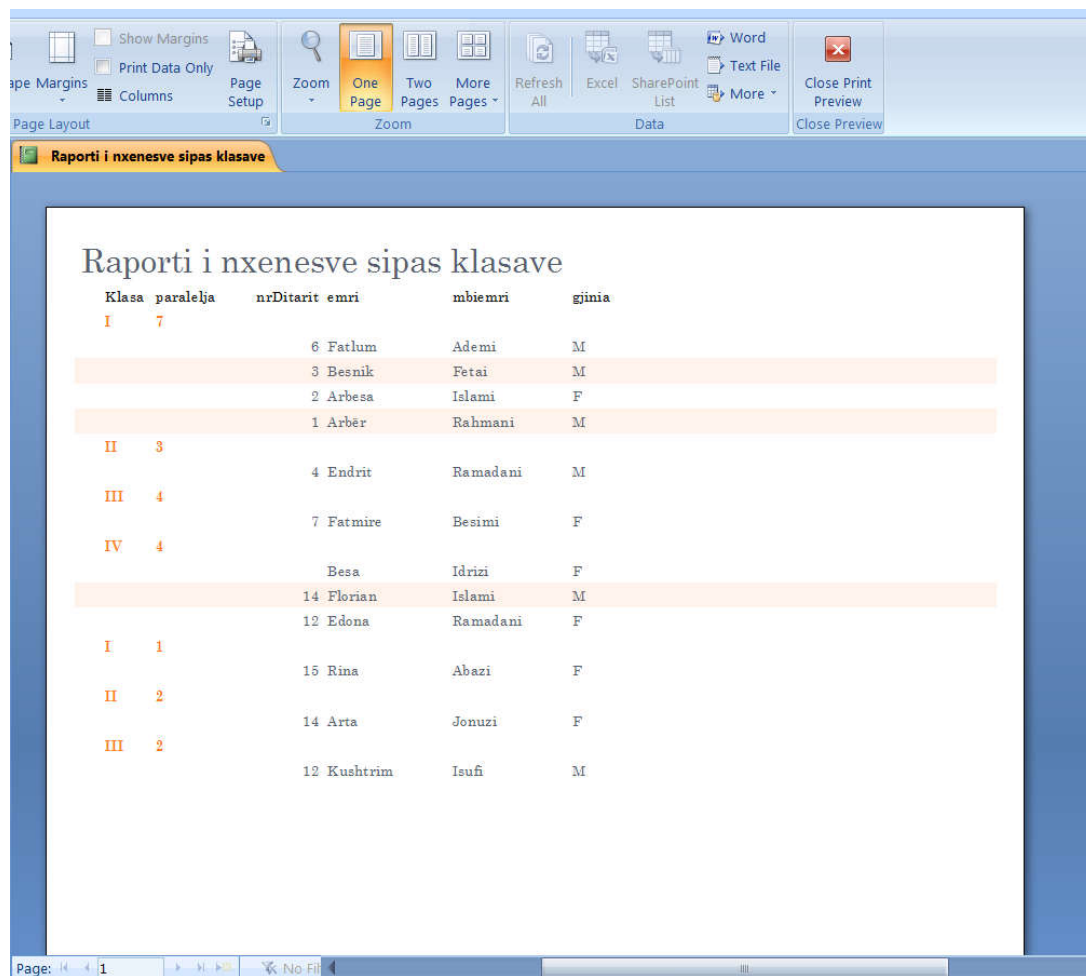 Show Margins
Print Data Only
Columns
ape Margins
Page Setup
Page Layout
Zoom
One Page
Two Pages
More Pages
Zoom
Refresh All
Excel
SharePoint List
Word
Text File
More
Data
Close Print Preview
Close Preview
Raporti i nxenesve sipas klasave
Raporti i nxenesve sipas klasave
Klasa paralelja nrDitarit emri mbiemri gjinia
I 7
6 Fatlum Ademi M
3 Besnik Fetai M
2 Arbesa Islami F
1 Arbër Rahmani M
II 3
4 Endrit Ramadani M
III 4
7 Fatmire Besimi F
IV 4
Besa Idrizi F
14 Florian Islami M
12 Edona Ramadani F
I 1
15 Rina Abazi F
II 2
14 Arta Jonuzi F
III 2
12 Kushtrim Isufi M
Page: 1 No Fil